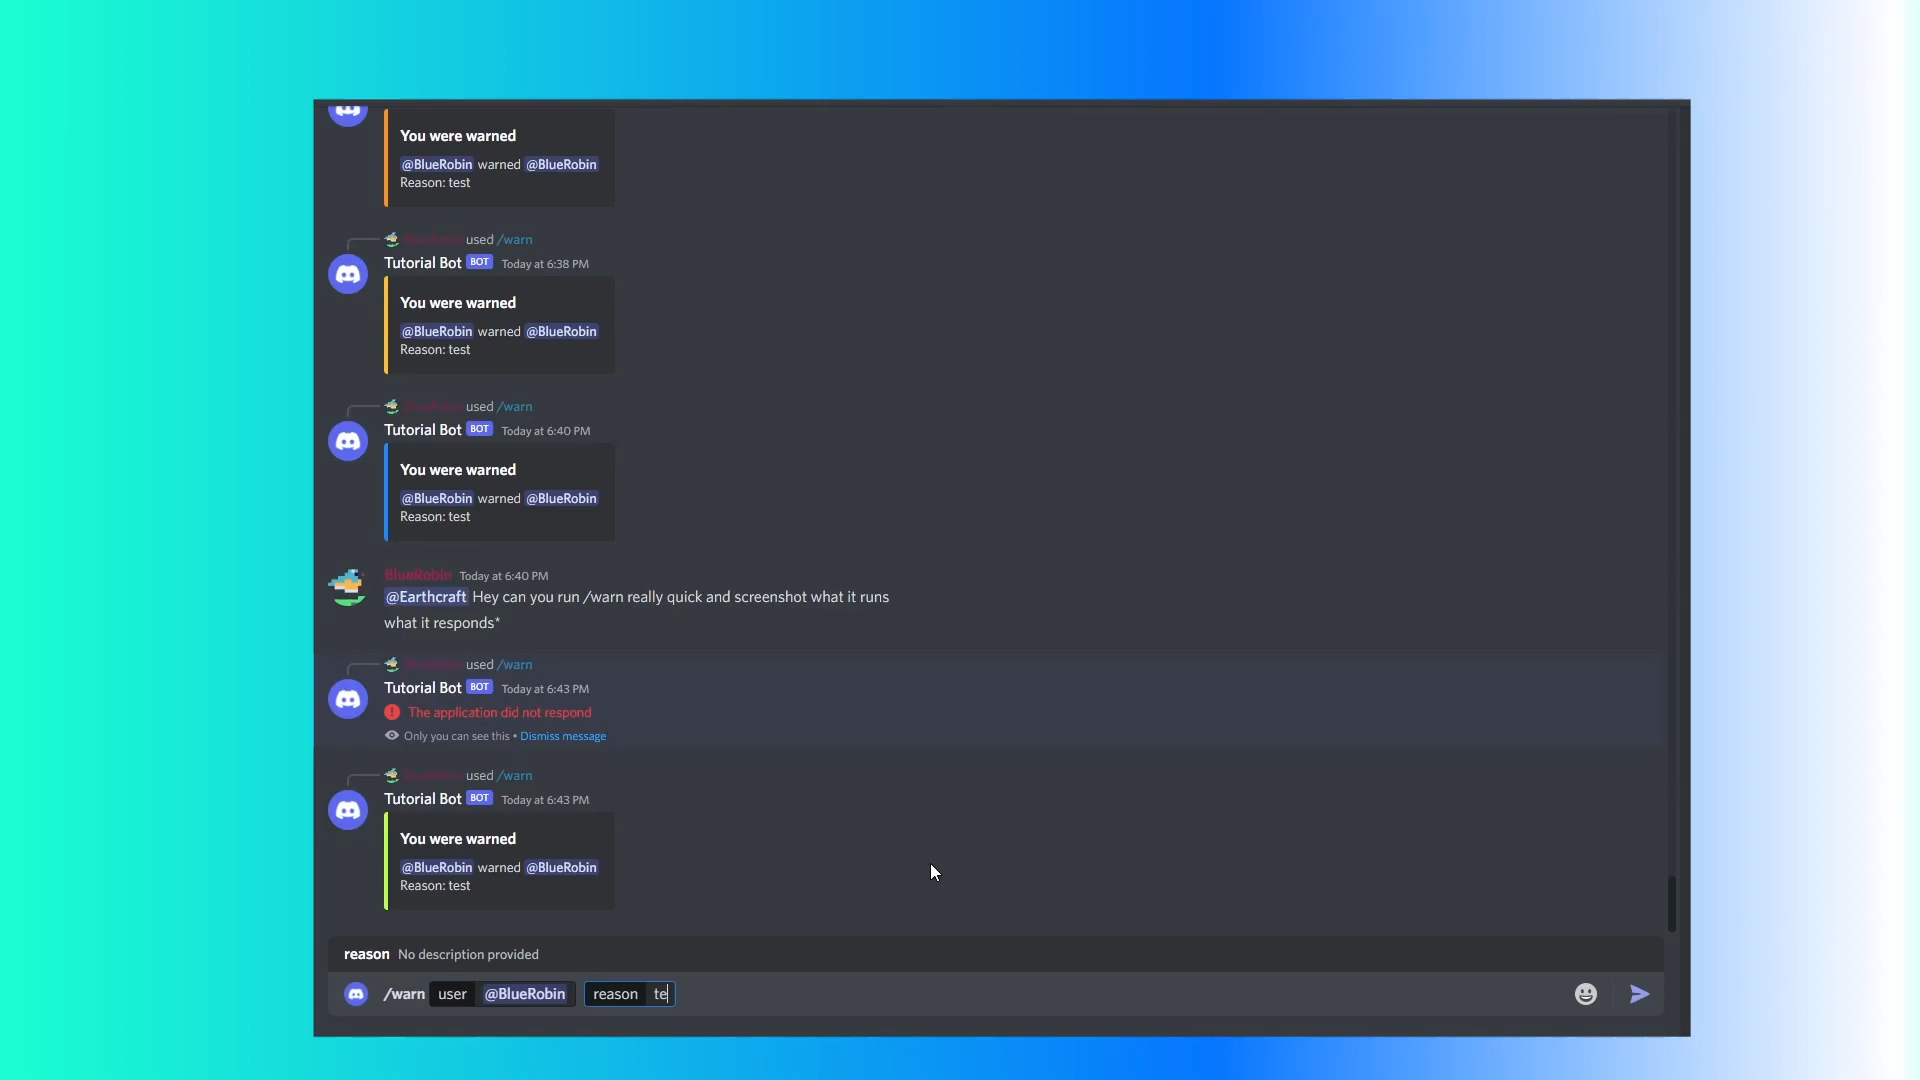 You were warned
@BlueRobin warned @BlueRobin
Reason: test
used /warn
Tutorial Bot BOT Today at 6:38 PM
You were warned
@BlueRobin warned @BlueRobin
Reason: test
used /warn
Tutorial Bot BOT Today at 6:40 PM
You were warned
@BlueRobin warned @BlueRobin
Reason: test
BlueRobin Today at 6:40 PM
@Earthcraft Hey can you run /warn really quick and screenshot what it runs
what it responds*
used /warn
Tutorial Bot BOT Today at 6:43 PM
The application did not respond
Only you can see this • Dismiss message
used /warn
Tutorial Bot BOT Today at 6:43 PM
You were warned
@BlueRobin warned @BlueRobin
Reason: test
reason No description provided
/warn user @BlueRobin reason te